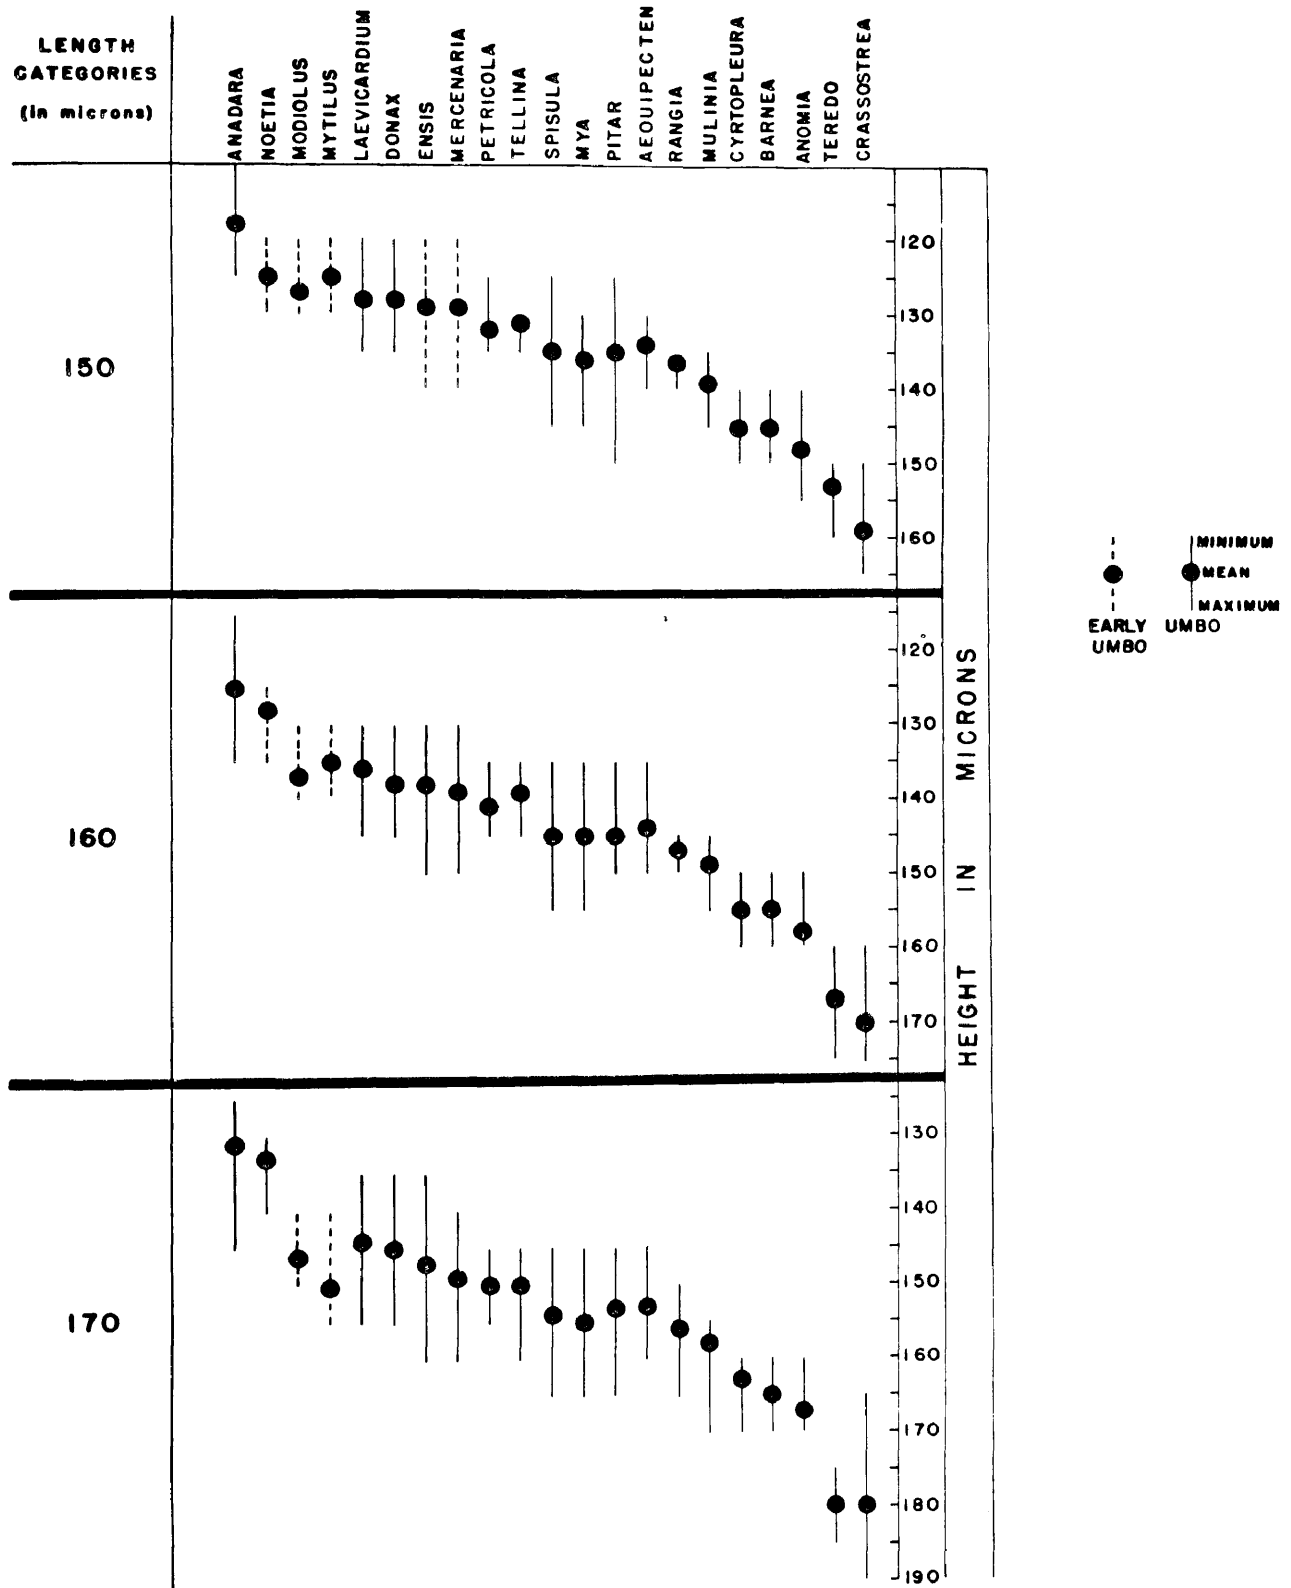 LENGTH
CATEGORIES
(in microns)
ANADARA
NOETIA
MODIOLUS
MYTILUS
LAEVICARDIUM
DONAX
ENSIS
MERCENARIA
PETRICOLA
TELLINA
SPISULA
MYA
PITAR
AEOUIPECTEN
RANGIA
MULINIA
CYRTOPLEURA
BARNEA
ANOMIA
TEREDO
CRASSOSTREA
150
120
130
140
150
160
160
120
130
140
150
160
170
170
130
140
150
160
170
180
190
HEIGHT IN MICRONS
MINIMUM
MEAN
MAXIMUM
EARLY UMBO
UMBO